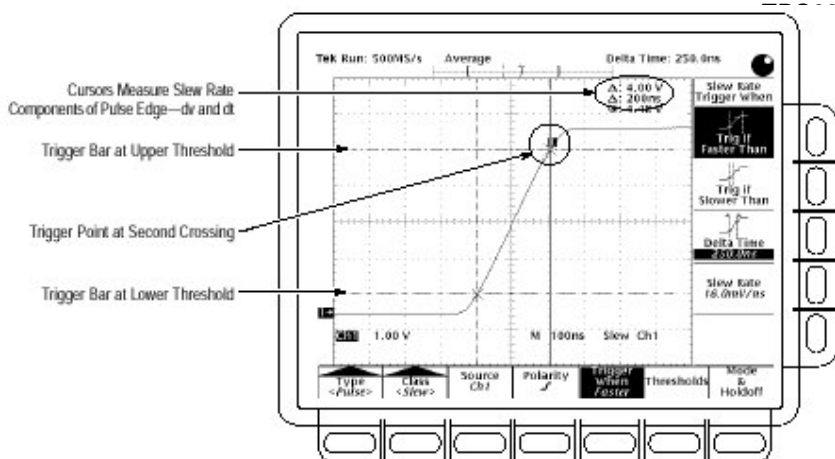 Tek Run: 500MS/s Average Delta Time: 250.0ns
Cursors Measure Slew Rate
Components of Pulse Edge—dv and dt
Δ: 4.00 V
Δ: 200ns
Slew Rate
Trigger When
Trigger Bar at Upper Threshold
Trig if
Faster Than
Trig if
Slower Than
Trigger Point at Second Crossing
Delta Time
250.0ns
Trigger Bar at Lower Threshold
Slew Rate
16.0mV/ns
Ch1 1.00 V M 100ns Slew Ch1
Type
<Pulse>
Class
<Slew>
Source
Ch1
Polarity
Trigger
When
Faster
Thresholds
Mode
&
Holdoff